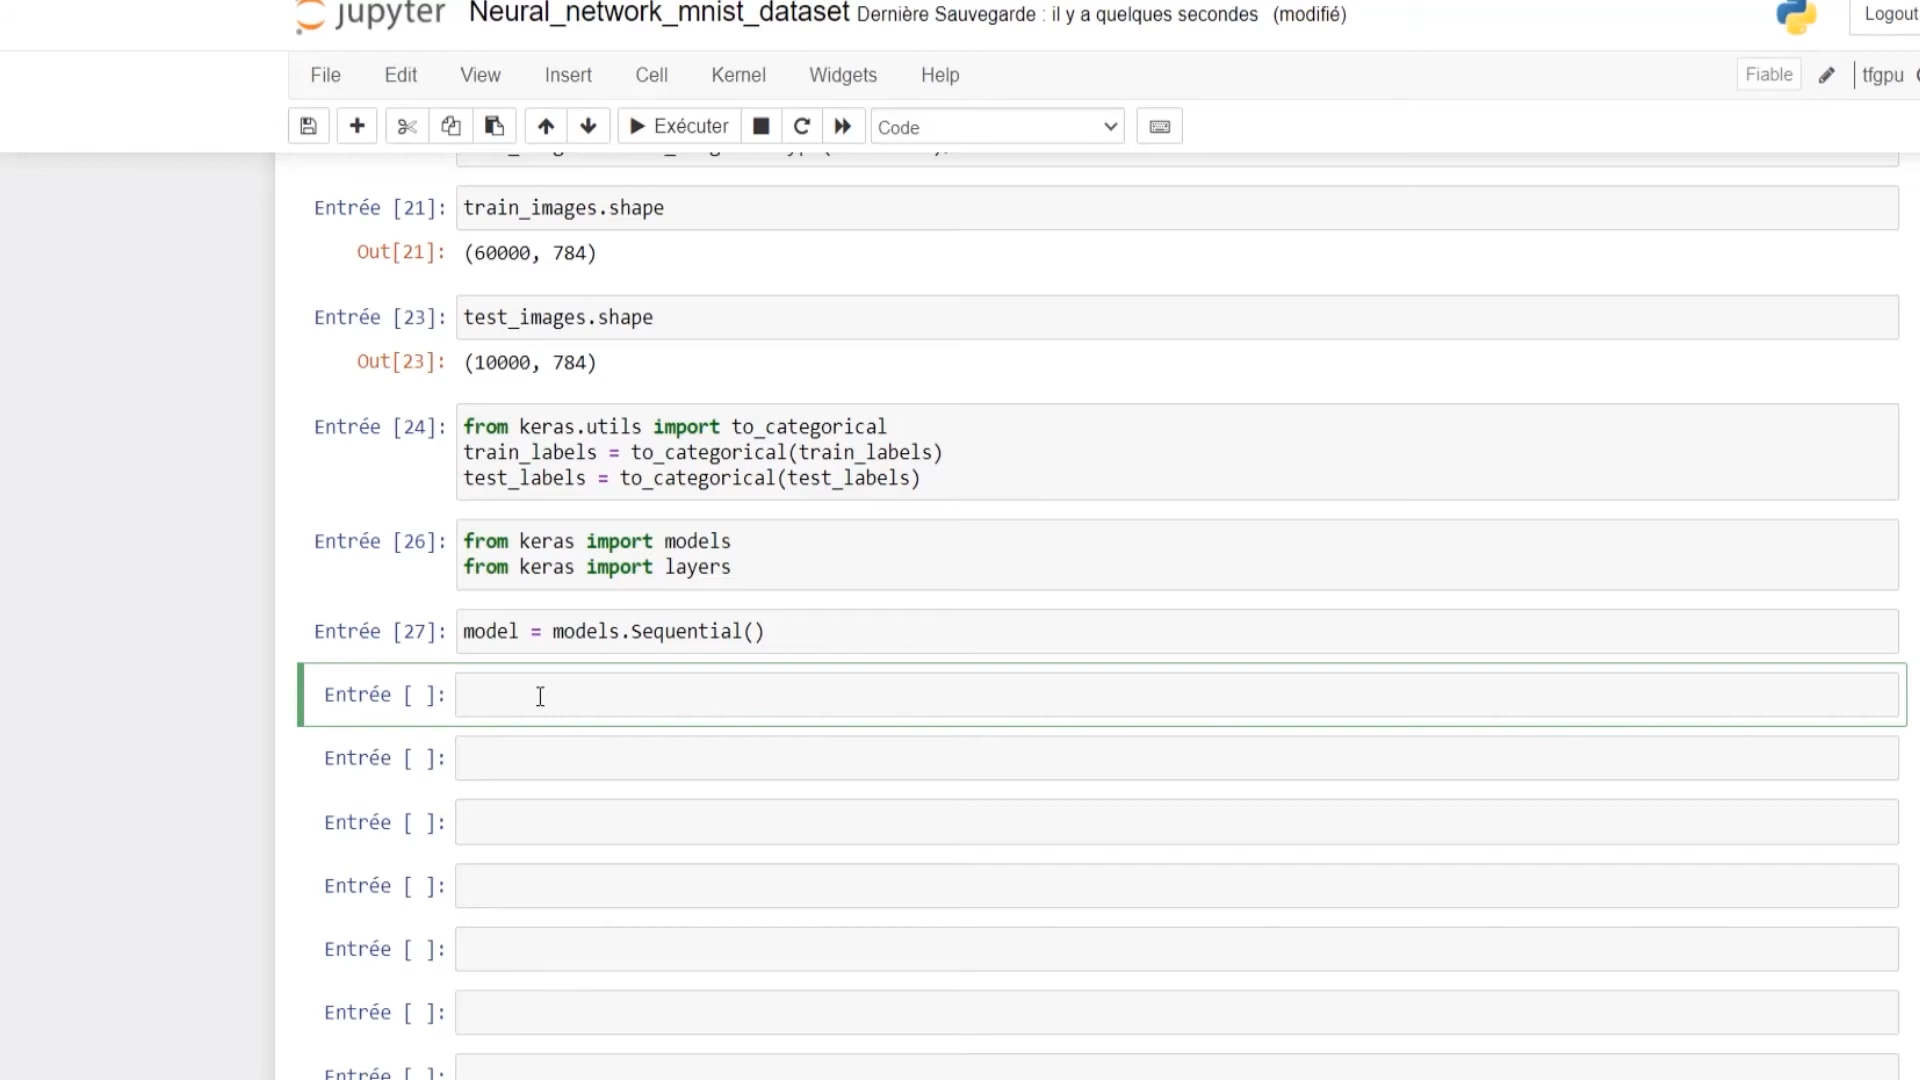 jupyter Neural_network_mnist_dataset Dernière Sauvegarde : il y a quelques secondes (modifié)
Logout
File Edit View Insert Cell Kernel Widgets Help
Fiable tfgpu
Exécuter Code
Entrée [21]: train_images.shape
Out[21]: (60000, 784)
Entrée [23]: test_images.shape
Out[23]: (10000, 784)
Entrée [24]: from keras.utils import to_categorical
train_labels = to_categorical(train_labels)
test_labels = to_categorical(test_labels)
Entrée [26]: from keras import models
from keras import layers
Entrée [27]: model = models.Sequential()
Entrée [ ]:
Entrée [ ]:
Entrée [ ]:
Entrée [ ]:
Entrée [ ]:
Entrée [ ]:
Entrée [ ]: